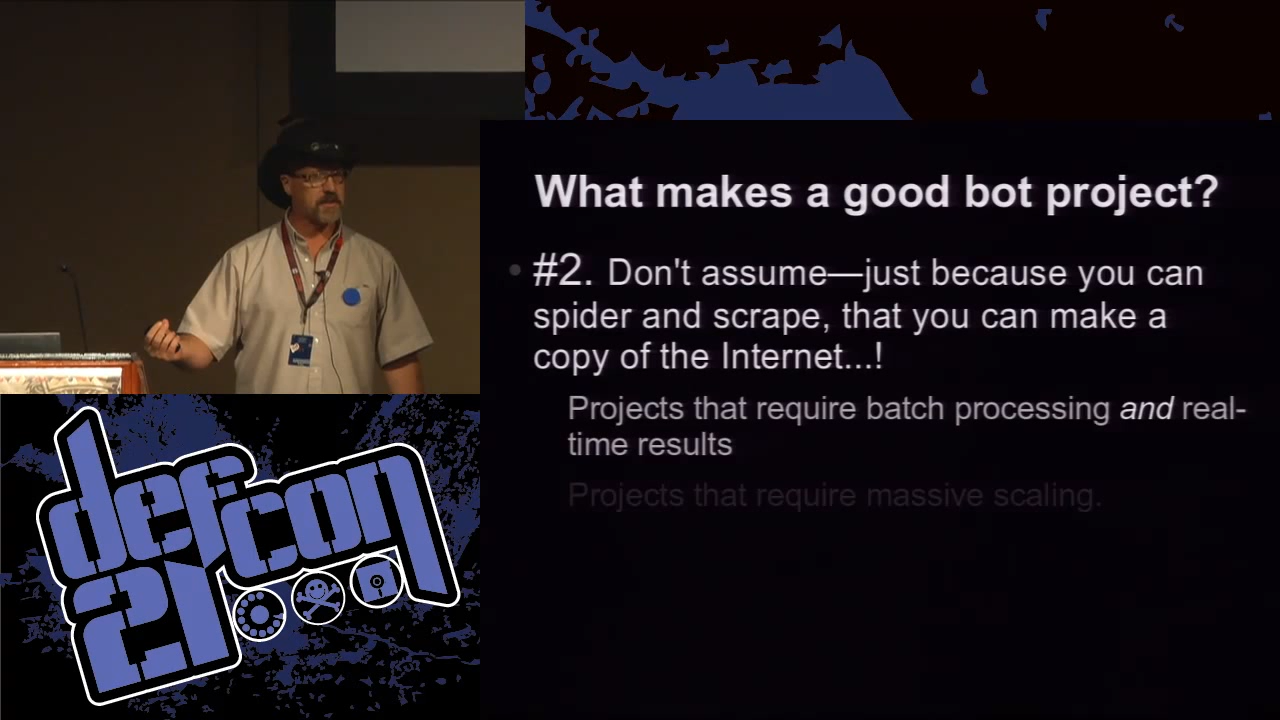 What makes a good bot project?
#2. Don't assume—just because you can
spider and scrape, that you can make a
copy of the Internet...!
Projects that require batch processing and real-
time results
Projects that require massive scaling.
defcon
21